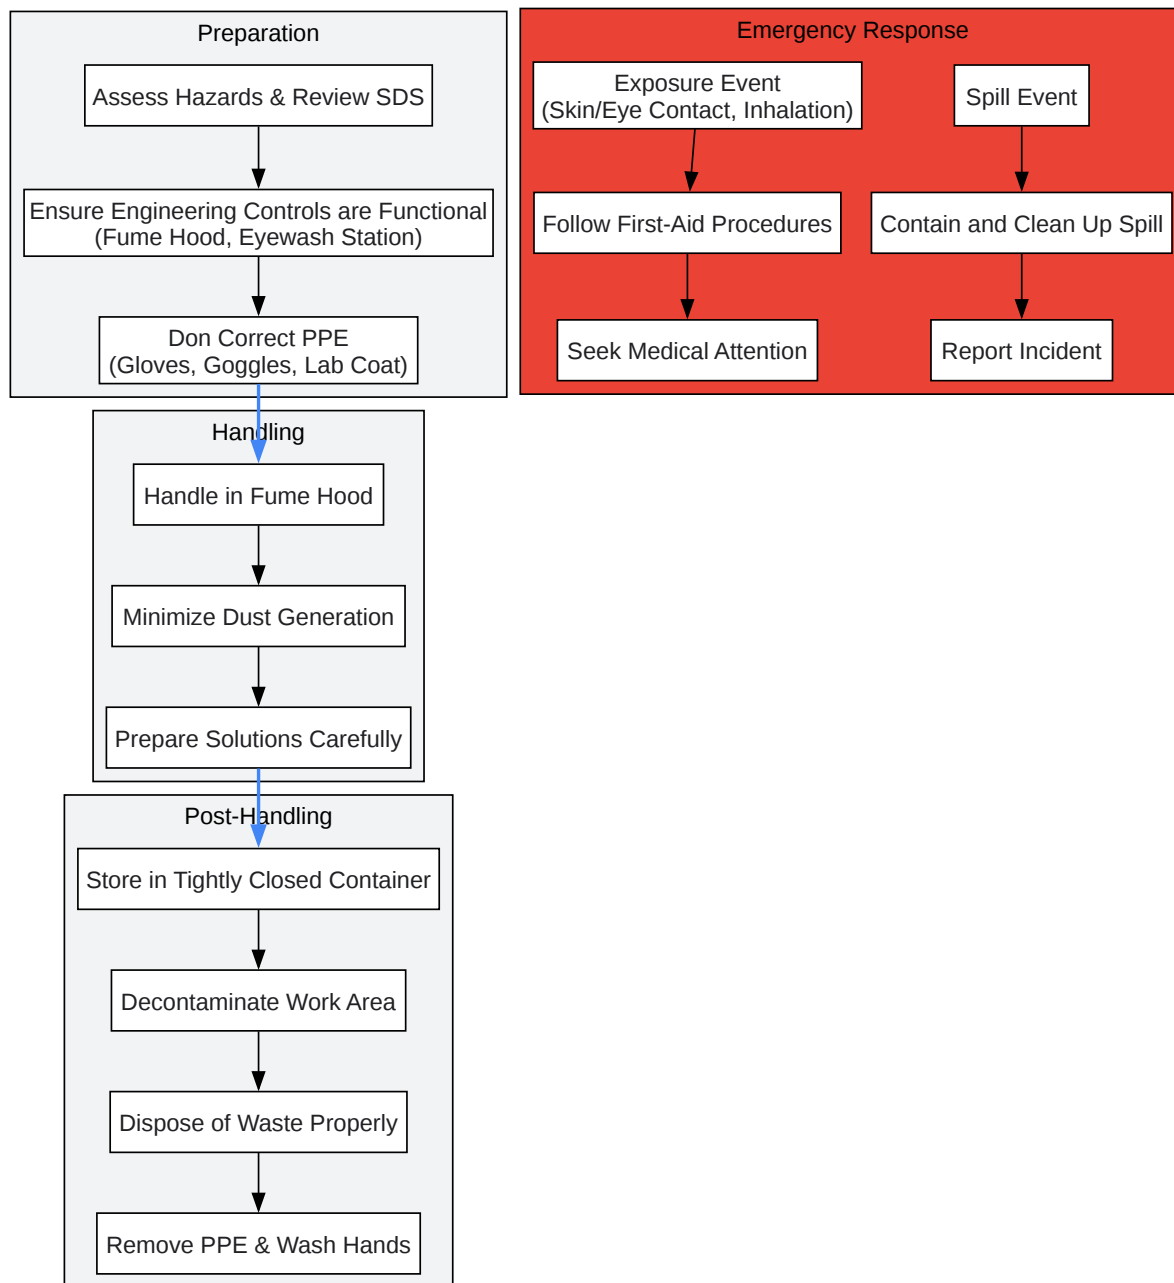 Preparation
Assess Hazards & Review SDS
Ensure Engineering Controls are Functional
(Fume Hood, Eyewash Station)
Don Correct PPE
(Gloves, Goggles, Lab Coat)
Handling
Handle in Fume Hood
Minimize Dust Generation
Prepare Solutions Carefully
Post-Handling
Store in Tightly Closed Container
Decontaminate Work Area
Dispose of Waste Properly
Remove PPE & Wash Hands
Emergency Response
Exposure Event
(Skin/Eye Contact, Inhalation)
Follow First-Aid Procedures
Seek Medical Attention
Spill Event
Contain and Clean Up Spill
Report Incident